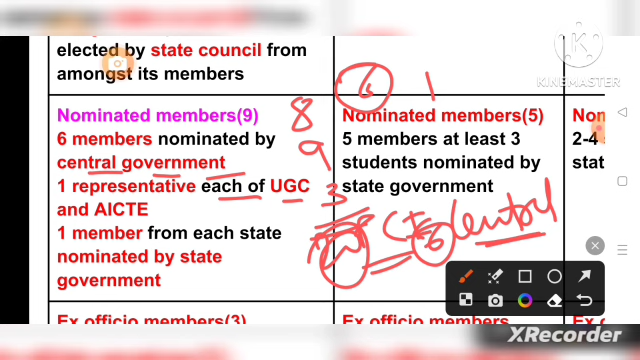 elected by state council from
amongst its members
Nominated members(9)
6 members nominated by
central government
1 representative each of UGC
and AICTE
1 member from each state
nominated by state
government
Ex officio members(3)
6 1
Nominated members(5)
5 members at least 3
students nominated by
state government
8
9
3
Central
Ex officio members
2-4
stat
KINEMASTER
XRecorder